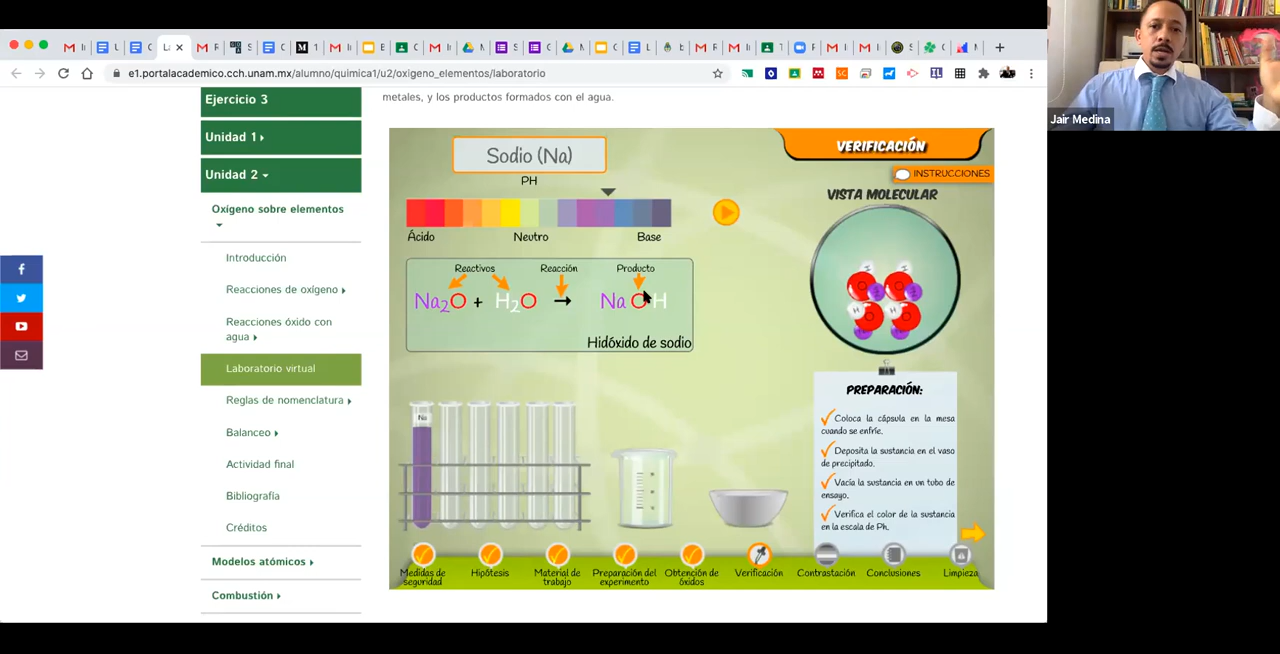 e1.portalacademico.cch.unam.mx/alumno/quimica1/u2/oxigeno_elementos/laboratorio
Jair Medina
Ejercicio 3
Unidad 1
Unidad 2
Oxígeno sobre elementos
Introducción
Reacciones de oxígeno
Reacciones óxido con
agua
Laboratorio virtual
Reglas de nomenclatura
Balanceo
Actividad final
Bibliografía
Créditos
Modelos atómicos
Combustión
metales, y los productos formados con el agua.
Sodio (Na)
PH
Ácido Neutro Base
Reactivos Reacción Producto
Na2O + H2O → Na O H
Hidóxido de sodio
VERIFICACIÓN
INSTRUCCIONES
VISTA MOLECULAR
Na
PREPARACIÓN:
Coloca la cápsula en la mesa
cuando se enfríe.
Deposita la sustancia en el vaso
de precipitado.
Vacía la sustancia en un tubo de
ensayo.
Verifica el color de la sustancia
en la escala de Ph.
Medidas de
seguridad
Hipótesis
Material de
trabajo
Preparación del
experimento
Obtención de
óxidos
Verificación
Contrastación
Conclusiones
Limpieza